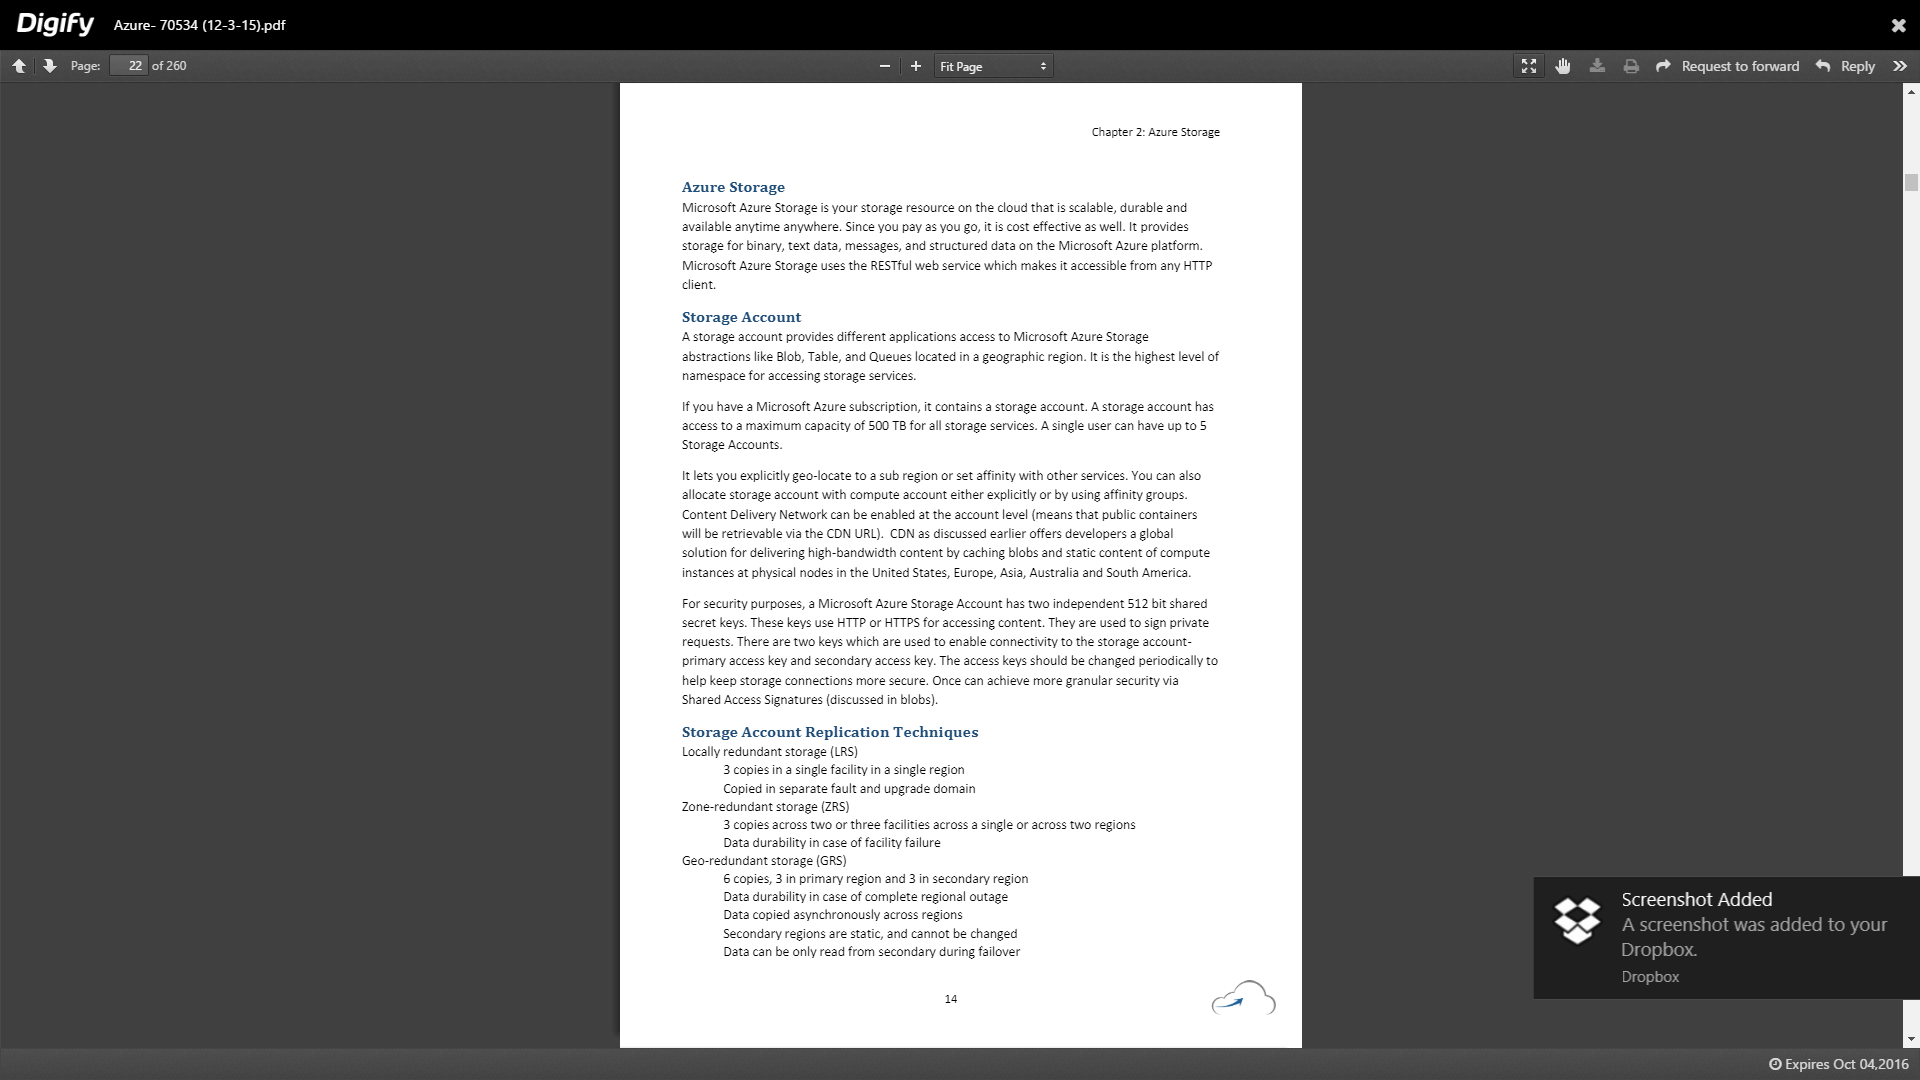 Digify Azure- 70534 (12-3-15).pdf
Page: 22 of 260 Fit Page Request to forward Reply
Chapter 2: Azure Storage
Azure Storage
Microsoft Azure Storage is your storage resource on the cloud that is scalable, durable and
available anytime anywhere. Since you pay as you go, it is cost effective as well. It provides
storage for binary, text data, messages, and structured data on the Microsoft Azure platform.
Microsoft Azure Storage uses the RESTful web service which makes it accessible from any HTTP
client.
Storage Account
A storage account provides different applications access to Microsoft Azure Storage
abstractions like Blob, Table, and Queues located in a geographic region. It is the highest level of
namespace for accessing storage services.
If you have a Microsoft Azure subscription, it contains a storage account. A storage account has
access to a maximum capacity of 500 TB for all storage services. A single user can have up to 5
Storage Accounts.
It lets you explicitly geo-locate to a sub region or set affinity with other services. You can also
allocate storage account with compute account either explicitly or by using affinity groups.
Content Delivery Network can be enabled at the account level (means that public containers
will be retrievable via the CDN URL).  CDN as discussed earlier offers developers a global
solution for delivering high-bandwidth content by caching blobs and static content of compute
instances at physical nodes in the United States, Europe, Asia, Australia and South America.
For security purposes, a Microsoft Azure Storage Account has two independent 512 bit shared
secret keys. These keys use HTTP or HTTPS for accessing content. They are used to sign private
requests. There are two keys which are used to enable connectivity to the storage account-
primary access key and secondary access key. The access keys should be changed periodically to
help keep storage connections more secure. Once can achieve more granular security via
Shared Access Signatures (discussed in blobs).
Storage Account Replication Techniques
Locally redundant storage (LRS)
3 copies in a single facility in a single region
Copied in separate fault and upgrade domain
Zone-redundant storage (ZRS)
3 copies across two or three facilities across a single or across two regions
Data durability in case of facility failure
Geo-redundant storage (GRS)
6 copies, 3 in primary region and 3 in secondary region
Data durability in case of complete regional outage
Data copied asynchronously across regions
Secondary regions are static, and cannot be changed
Data can be only read from secondary during failover
14
Screenshot Added
A screenshot was added to your
Dropbox.
Dropbox
Expires Oct 04,2016